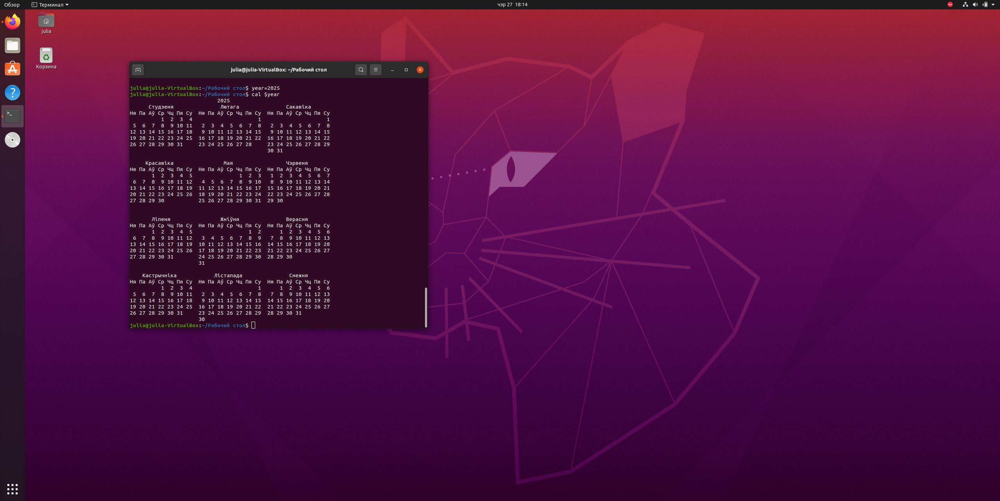 Обзор
Терминал
чэр 27 18:14
julia
Корзина
julia@julia-VirtualBox: ~/Рабочий стол
julia@julia-VirtualBox:~/Рабочий стол$ year=2025
julia@julia-VirtualBox:~/Рабочий стол$ cal $year
2025
Студзеня Лютага Сакавіка
Ня Па Аў Ср Чц Пя Су Ня Па Аў Ср Чц Пя Су Ня Па Аў Ср Чц Пя Су
1 2 3 4 1 1
5 6 7 8 9 10 11 2 3 4 5 6 7 8 2 3 4 5 6 7 8
12 13 14 15 16 17 18 9 10 11 12 13 14 15 9 10 11 12 13 14 15
19 20 21 22 23 24 25 16 17 18 19 20 21 22 16 17 18 19 20 21 22
26 27 28 29 30 31 23 24 25 26 27 28 23 24 25 26 27 28 29
30 31
Красавіка Мая Чэрвеня
Ня Па Аў Ср Чц Пя Су Ня Па Аў Ср Чц Пя Су Ня Па Аў Ср Чц Пя Су
1 2 3 4 5 1 2 3 1 2 3 4 5 6 7
6 7 8 9 10 11 12 4 5 6 7 8 9 10 8 9 10 11 12 13 14
13 14 15 16 17 18 19 11 12 13 14 15 16 17 15 16 17 18 19 20 21
20 21 22 23 24 25 26 18 19 20 21 22 23 24 22 23 24 25 26 27 28
27 28 29 30 25 26 27 28 29 30 31 29 30
Ліпеня Жніўня Верасня
Ня Па Аў Ср Чц Пя Су Ня Па Аў Ср Чц Пя Су Ня Па Аў Ср Чц Пя Су
1 2 3 4 5 1 2 1 2 3 4 5 6
6 7 8 9 10 11 12 3 4 5 6 7 8 9 7 8 9 10 11 12 13
13 14 15 16 17 18 19 10 11 12 13 14 15 16 14 15 16 17 18 19 20
20 21 22 23 24 25 26 17 18 19 20 21 22 23 21 22 23 24 25 26 27
27 28 29 30 31 24 25 26 27 28 29 30 28 29 30
31
Кастрычніка Лістапада Снежня
Ня Па Аў Ср Чц Пя Су Ня Па Аў Ср Чц Пя Су Ня Па Аў Ср Чц Пя Су
1 2 3 4 1 1 2 3 4 5 6
5 6 7 8 9 10 11 2 3 4 5 6 7 8 7 8 9 10 11 12 13
12 13 14 15 16 17 18 9 10 11 12 13 14 15 14 15 16 17 18 19 20
19 20 21 22 23 24 25 16 17 18 19 20 21 22 21 22 23 24 25 26 27
26 27 28 29 30 31 23 24 25 26 27 28 29 28 29 30 31
30
julia@julia-VirtualBox:~/Рабочий стол$